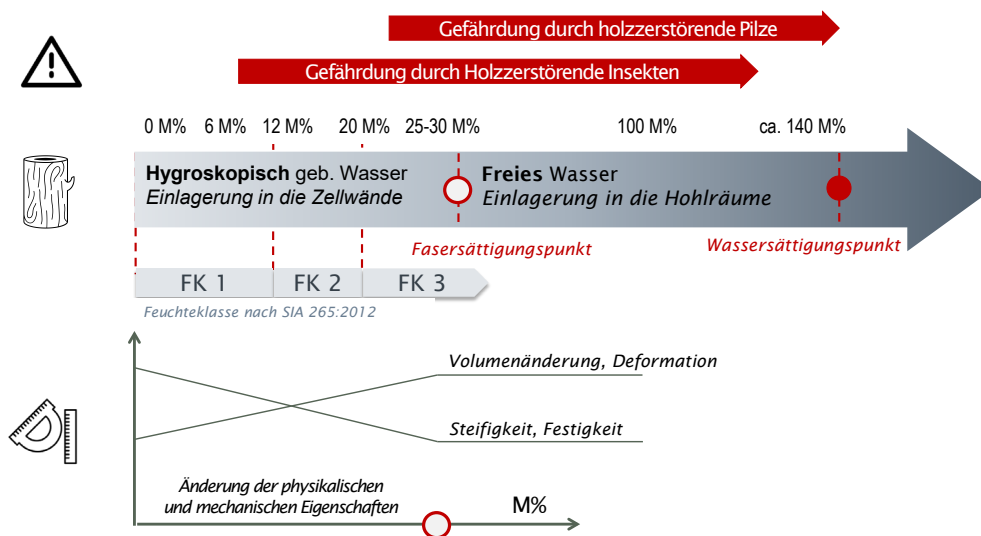 Gefährdung durch holzzerstörende Pilze
Gefährdung durch Holzzerstörende Insekten
0 M% 6 M% 12 M% 20 M% 25-30 M% 100 M% ca. 140 M%
Hygroskopisch geb. Wasser
Einlagerung in die Zellwände
Freies Wasser
Einlagerung in die Hohlräume
Fasersättigungspunkt
Wassersättigungspunkt
FK 1 FK 2 FK 3
Feuchteklasse nach SIA 265:2012
Volumenänderung, Deformation
Steifigkeit, Festigkeit
Änderung der physikalischen
und mechanischen Eigenschaften
M%